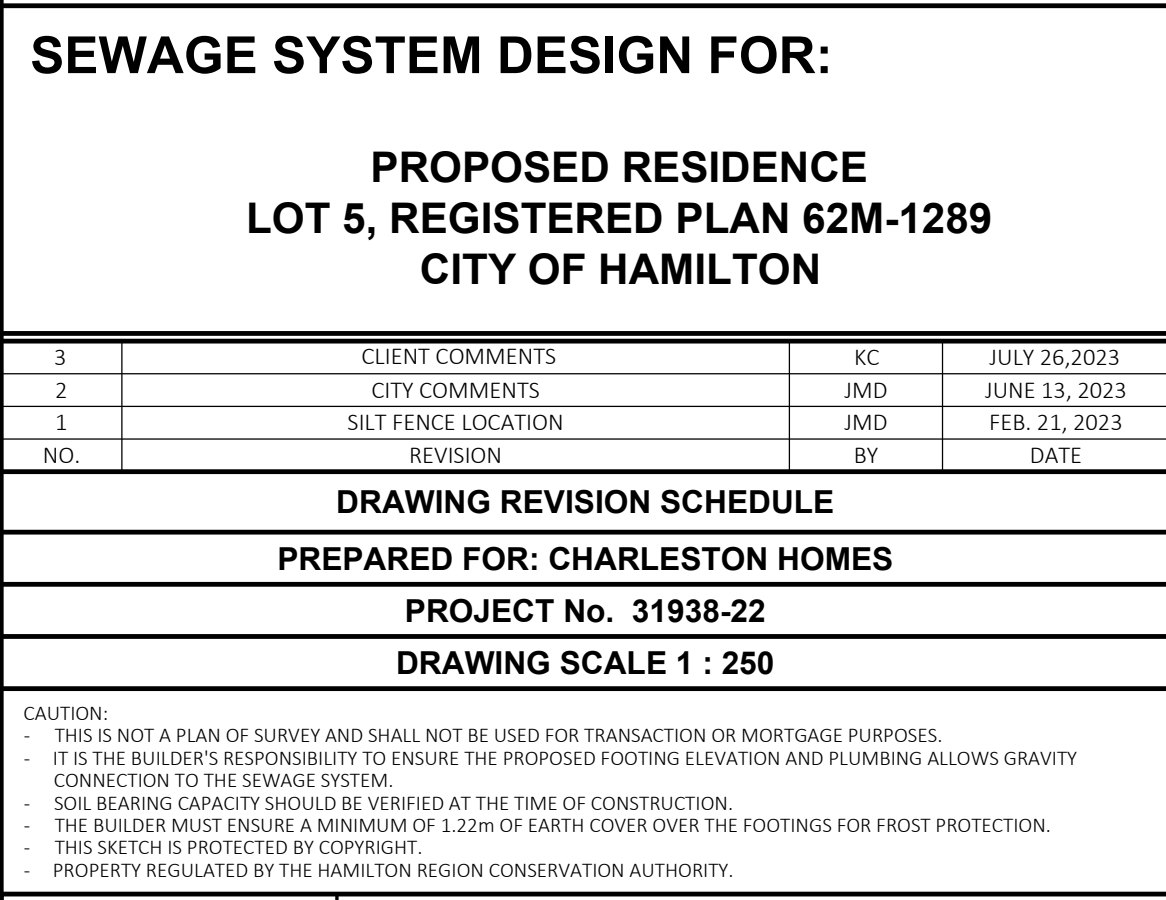 SEWAGE SYSTEM DESIGN FOR:
PROPOSED RESIDENCE
LOT 5, REGISTERED PLAN 62M-1289
CITY OF HAMILTON
3 CLIENT COMMENTS KC JULY 26,2023
2 CITY COMMENTS JMD JUNE 13, 2023
1 SILT FENCE LOCATION JMD FEB. 21, 2023
NO. REVISION BY DATE
DRAWING REVISION SCHEDULE
PREPARED FOR: CHARLESTON HOMES
PROJECT No. 31938-22
DRAWING SCALE 1 : 250
CAUTION:
- THIS IS NOT A PLAN OF SURVEY AND SHALL NOT BE USED FOR TRANSACTION OR MORTGAGE PURPOSES.
- IT IS THE BUILDER'S RESPONSIBILITY TO ENSURE THE PROPOSED FOOTING ELEVATION AND PLUMBING ALLOWS GRAVITY
CONNECTION TO THE SEWAGE SYSTEM.
- SOIL BEARING CAPACITY SHOULD BE VERIFIED AT THE TIME OF CONSTRUCTION.
- THE BUILDER MUST ENSURE A MINIMUM OF 1.22m OF EARTH COVER OVER THE FOOTINGS FOR FROST PROTECTION.
- THIS SKETCH IS PROTECTED BY COPYRIGHT.
- PROPERTY REGULATED BY THE HAMILTON REGION CONSERVATION AUTHORITY.